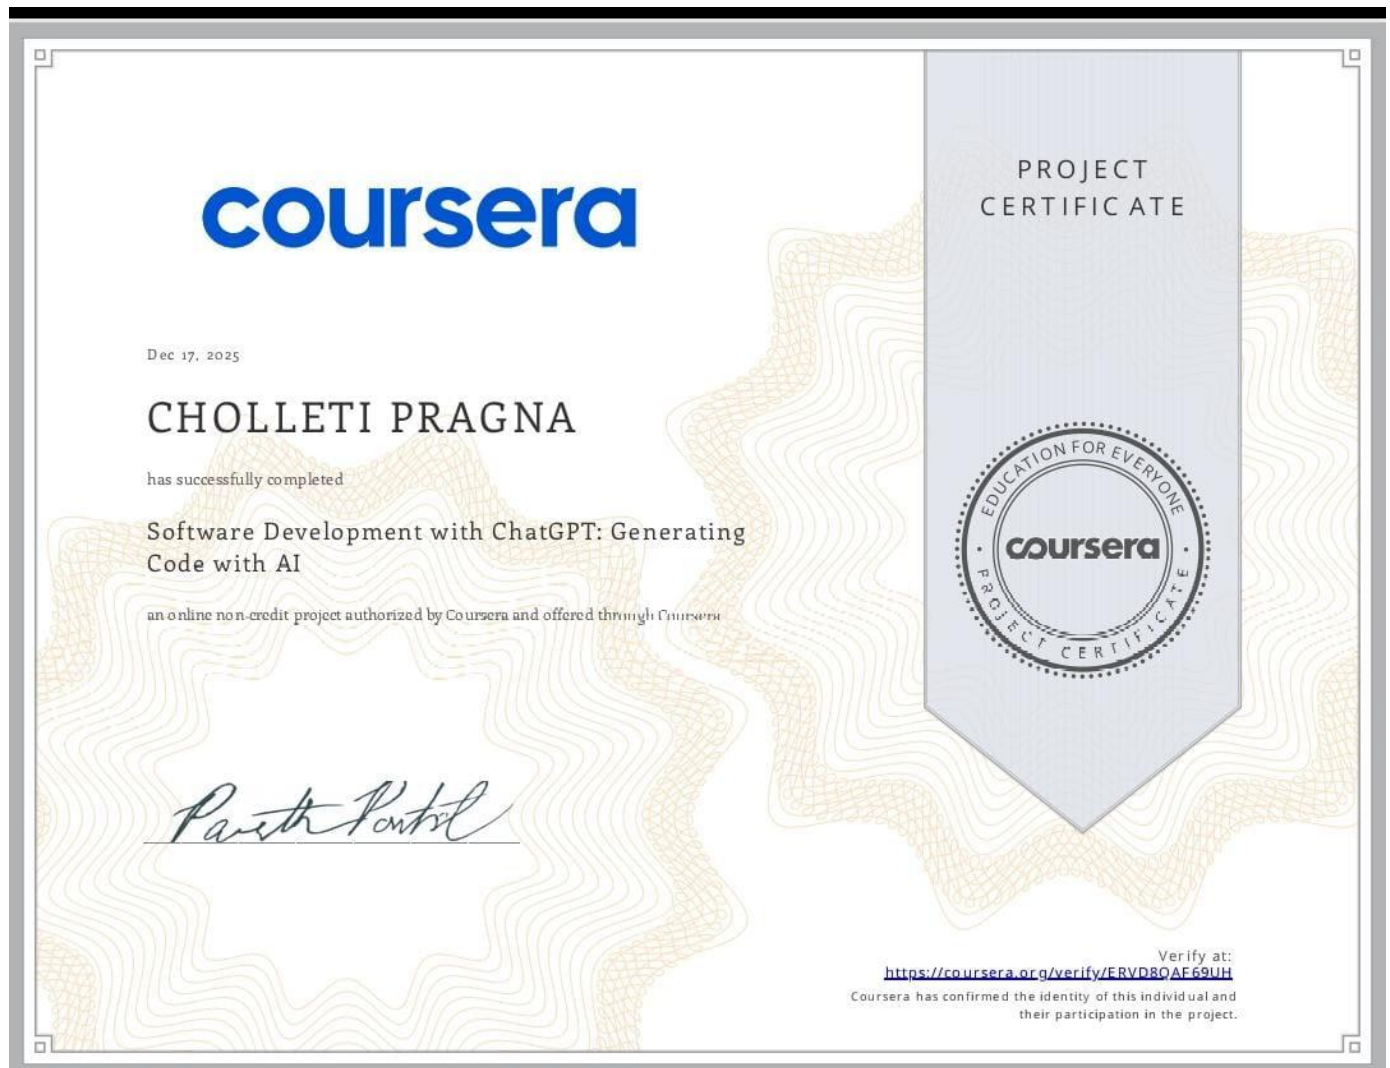 coursera
PROJECT
CERTIFICATE
Dec 17, 2025
CHOLLETI PRAGNA
has successfully completed
Software Development with ChatGPT: Generating
Code with AI
an online non-credit project authorized by Coursera and offered through Coursera
EDUCATION FOR EVERYONE
coursera
PROJECT CERTIFICATE
Verify at:
https://coursera.org/verify/ERVD8QAF69UH
Coursera has confirmed the identity of this individual and
their participation in the project.